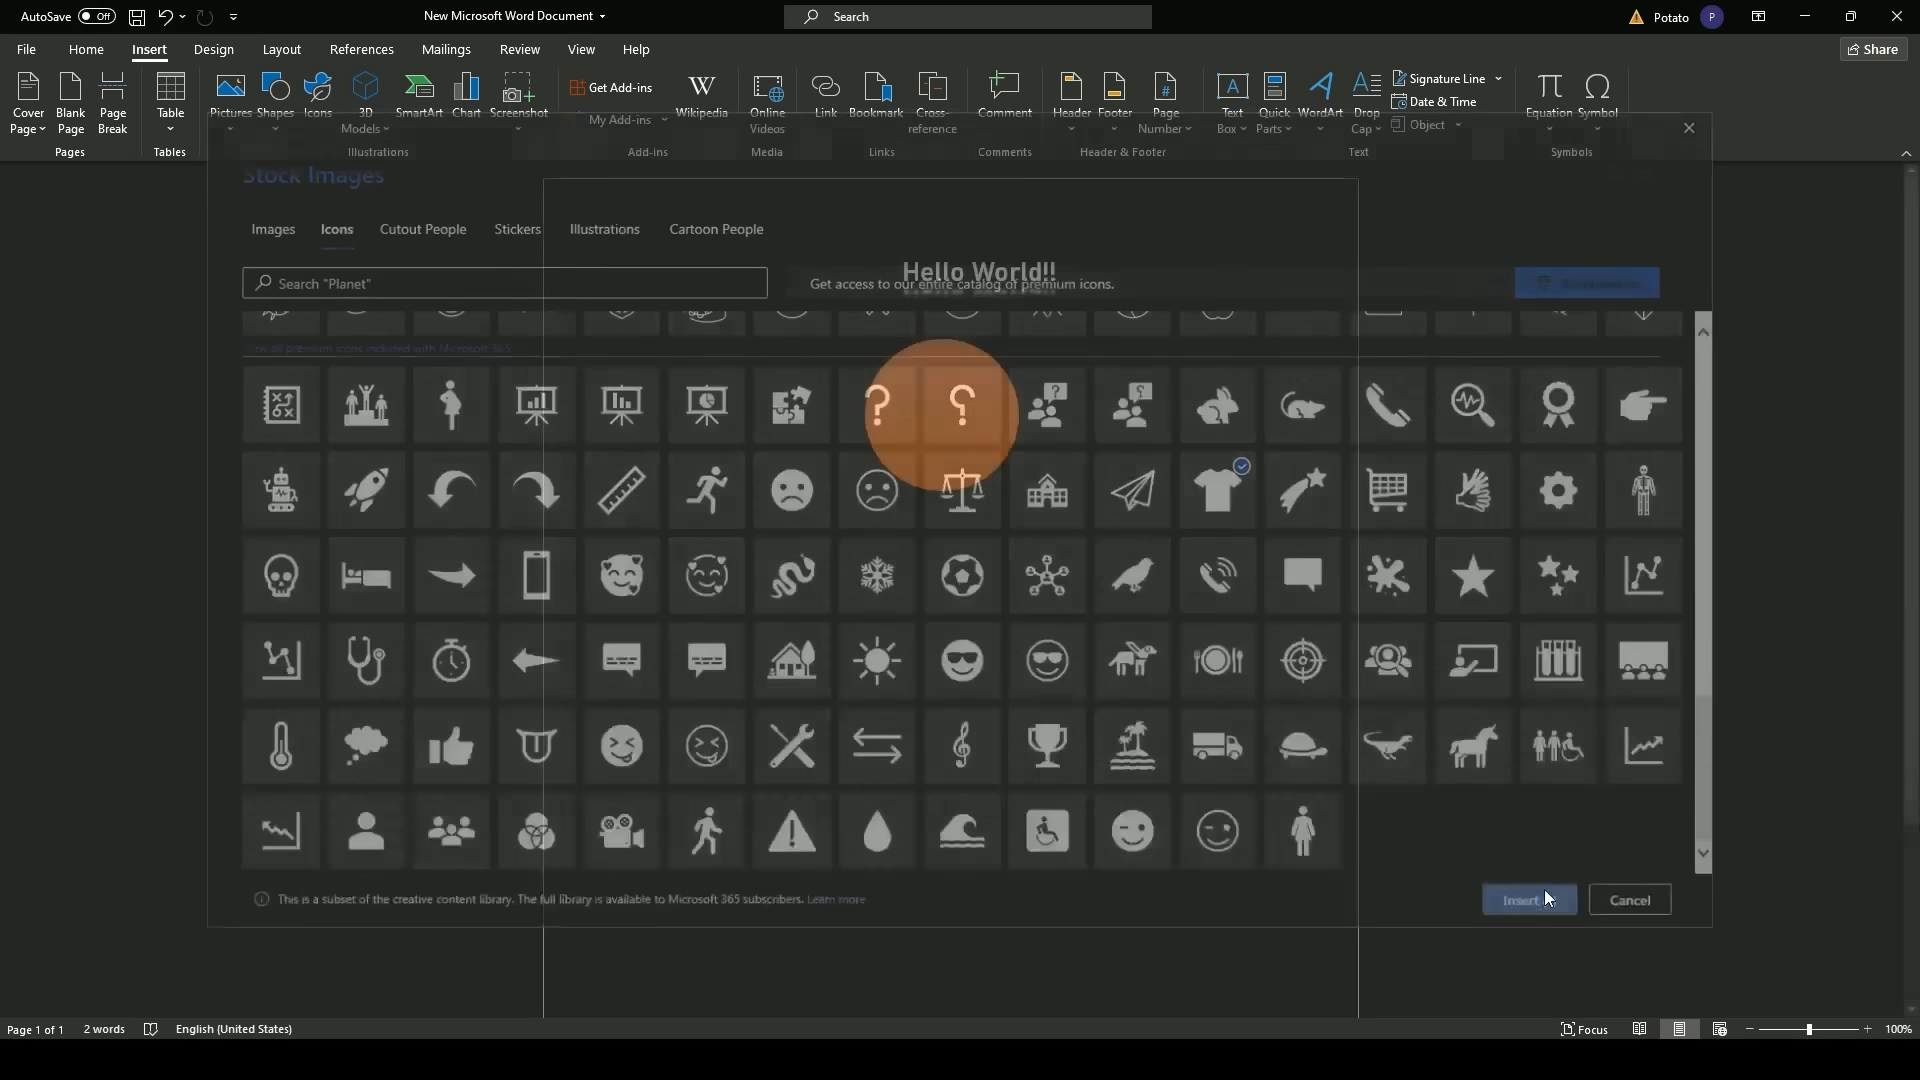 AutoSave Off New Microsoft Word Document Search Potato P
File Home Insert Design Layout References Mailings Review View Help Share
Cover Page Blank Page Page Break Table Pictures Shapes Icons 3D Models SmartArt Chart Screenshot Get Add-ins My Add-ins Wikipedia Online Videos Link Bookmark Cross-reference Comment Header Footer Page Number Text Box Quick Parts WordArt Drop Cap Signature Line Date & Time Object Equation Symbol
Pages Tables Illustrations Add-ins Media Links Comments Header & Footer Text Symbols
Stock Images
Images Icons Cutout People Stickers Illustrations Cartoon People
Hello World!!
Search "Planet" Get access to our entire catalog of premium icons.
all premium icons included with Microsoft 365
This is a subset of the creative content library. The full library is available to Microsoft 365 subscribers. Learn more
Insert Cancel
Page 1 of 1 2 words English (United States) Focus 100%